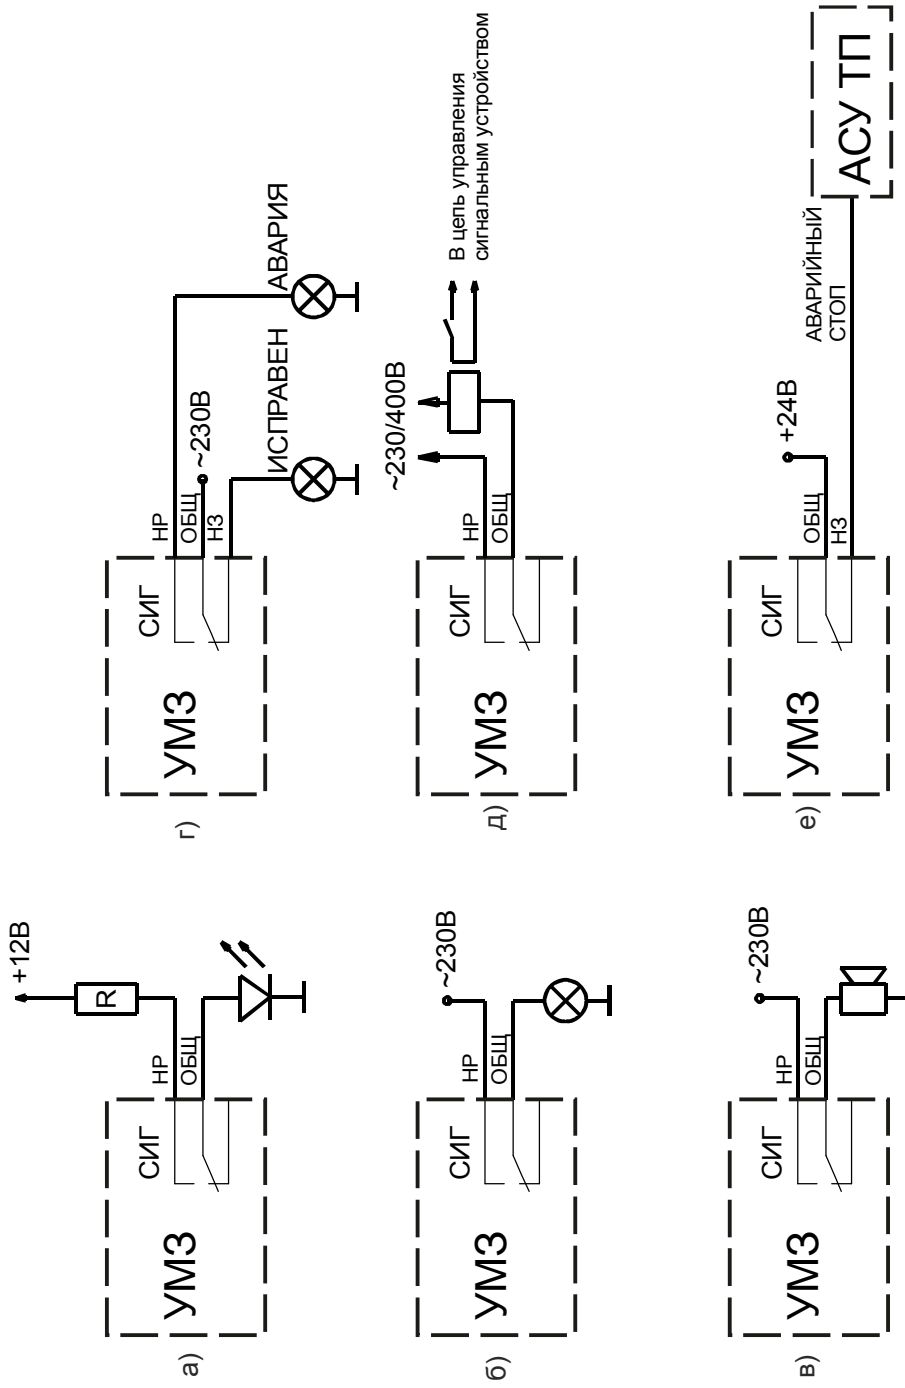 а)
УМЗ
СИГ
НР
ОБЩ
R
+12В
б)
УМЗ
СИГ
НР
ОБЩ
~230В
в)
УМЗ
СИГ
НР
ОБЩ
~230В
г)
УМЗ
СИГ
НР
ОБЩ
НЗ
~230В
ИСПРАВЕН
АВАРИЯ
д)
УМЗ
СИГ
НР
ОБЩ
~230/400В
В цепь управления
сигнальным устройством
е)
УМЗ
СИГ
ОБЩ
НЗ
+24В
АВАРИЙНЫЙ
СТОП
АСУ ТП